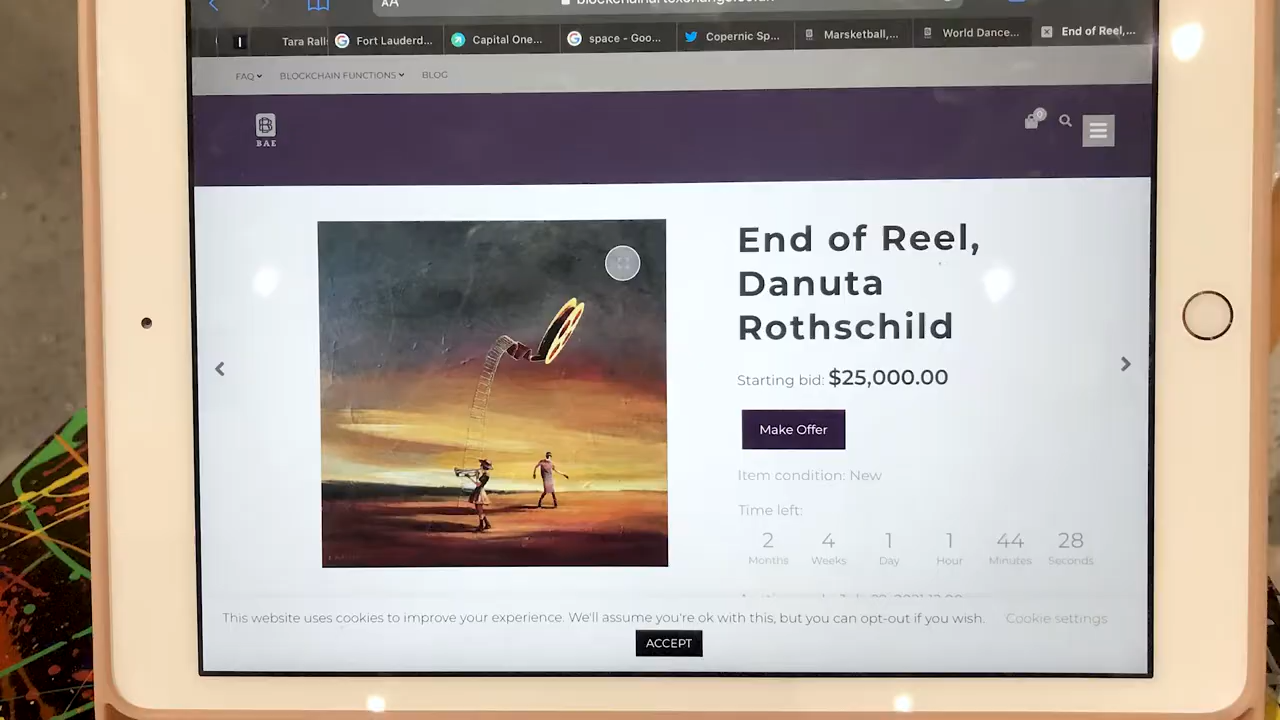 AA
Tara Rall
Fort Lauderd...
Capital One...
space - Goo...
Copernic Sp...
Marsketball,...
World Dance...
End of Reel,...
FAQ
BLOCKCHAIN FUNCTIONS
BLOG
BAE
0
End of Reel,
Danuta
Rothschild
Starting bid: $25,000.00
Make Offer
Item condition: New
Time left:
2 4 1 1 44 28
Months Weeks Day Hour Minutes Seconds
This website uses cookies to improve your experience. We'll assume you're ok with this, but you can opt-out if you wish. Cookie settings
ACCEPT